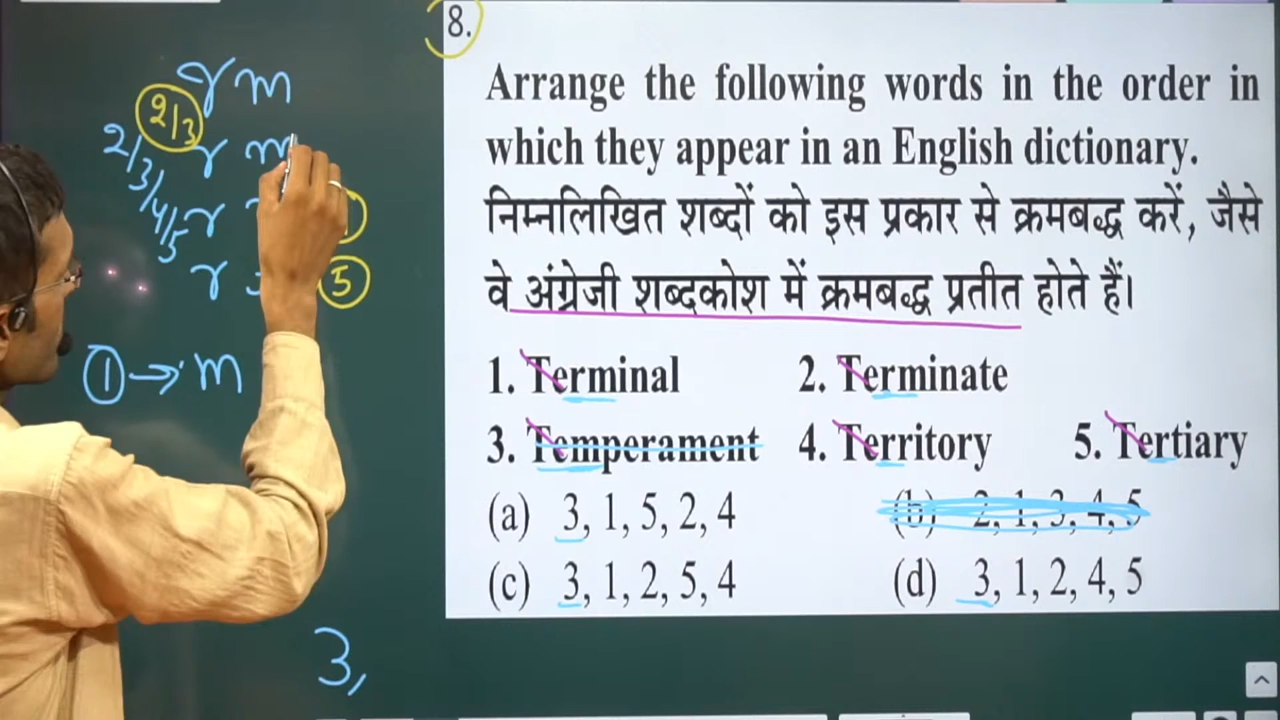 8.
Arrange the following words in the order in
which they appear in an English dictionary.
निम्नलिखित शब्दों को इस प्रकार से क्रमबद्ध करें, जैसे
वे अंग्रेजी शब्दकोश में क्रमबद्ध प्रतीत होते हैं।
1. Terminal 2. Terminate
3. Temperament 4. Territory 5. Tertiary
(a) 3, 1, 5, 2, 4 (b) 2, 1, 3, 4, 5
(c) 3, 1, 2, 5, 4 (d) 3, 1, 2, 4, 5
r m
2/3 r m
2/3/4/5 r
r 5
1 → m
3,